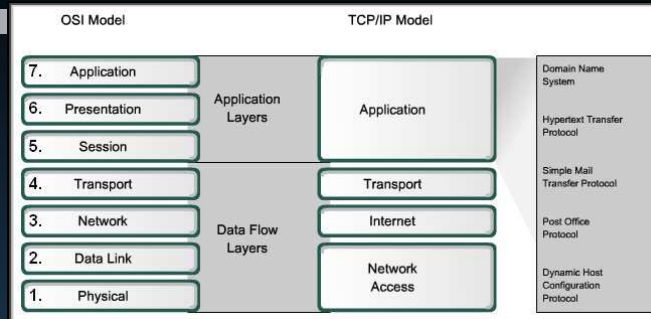 OSI Model
TCP/IP Model
7. Application
6. Presentation
5. Session
4. Transport
3. Network
2. Data Link
1. Physical
Application
Layers
Data Flow
Layers
Application
Transport
Internet
Network
Access
Domain Name
System
Hypertext Transfer
Protocol
Simple Mail
Transfer Protocol
Post Office
Protocol
Dynamic Host
Configuration
Protocol